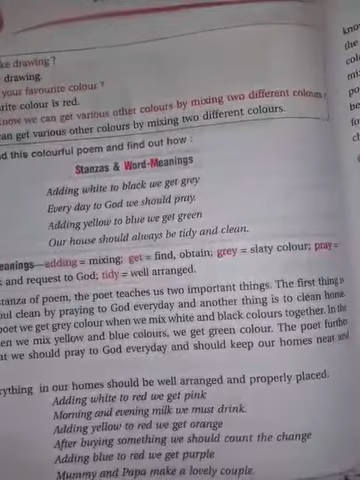 ke drawing ?
drawing.
your favourite colour ?
rite colour is red.
know we can get various other colours by mixing two different colours ?
an get various other colours by mixing two different colours.
d this colourful poem and find out how :
Stanzas & Word-Meanings
Adding white to black we get grey
Every day to God we should pray.
Adding yellow to blue we get green
Our house should always be tidy and clean.
eanings—adding = mixing; get = find, obtain; grey = slaty colour; pray =
and request to God; tidy = well arranged.
tanza of poem, the poet teaches us two important things. The first thing is
ul clean by praying to God everyday and another thing is to clean home.
poet we get grey colour when we mix white and black colours together. In the
en we mix yellow and blue colours, we get green colour. The poet further
at we should pray to God everyday and should keep our homes neat and
rything in our homes should be well arranged and properly placed.
Adding white to red we get pink
Morning and evening milk we must drink.
Adding yellow to red we get orange
After buying something we should count the change
Adding blue to red we get purple
Mummy and Papa make a lovely couple.
kno
the
colo